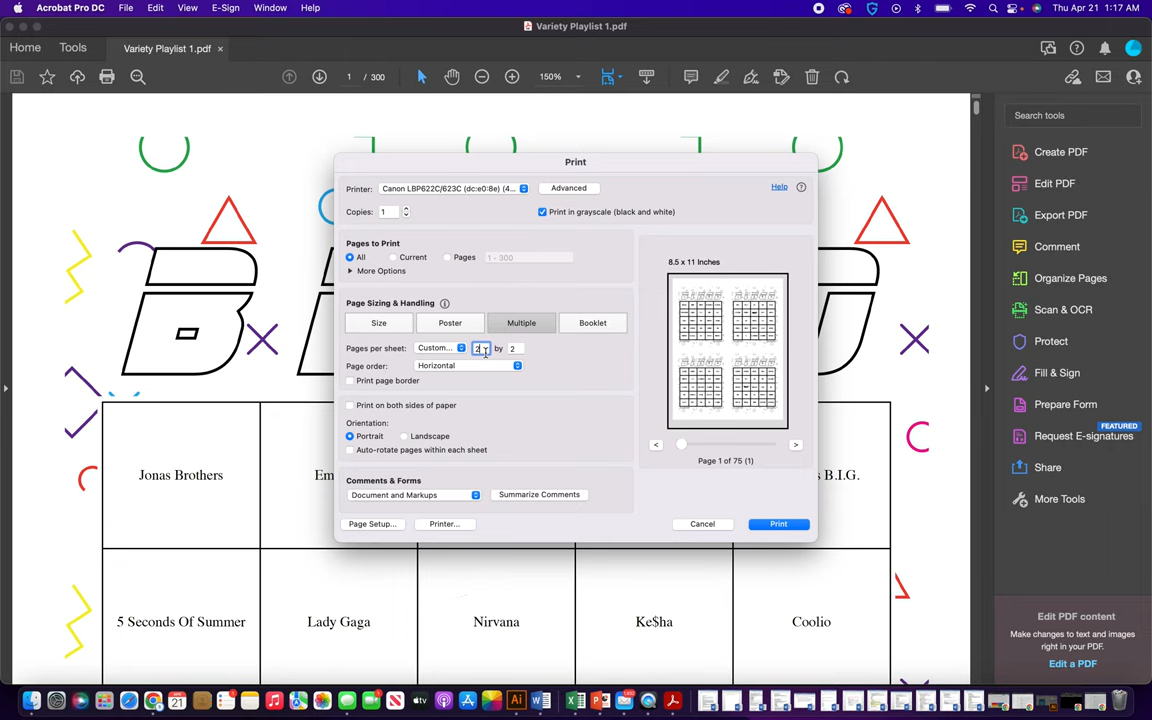 Acrobat Pro DC File Edit View E-Sign Window Help Thu Apr 21 1:17 AM
Variety Playlist 1.pdf
Home Tools Variety Playlist 1.pdf ×
1 / 300 150%
Search tools
Create PDF
Edit PDF
Export PDF
Comment
Organize Pages
Scan & OCR
Protect
Fill & Sign
Prepare Form
FEATURED
Request E-signatures
Share
More Tools
Edit PDF content
Make changes to text and images
right in your PDF.
Edit a PDF
Print
Printer: Canon LBP622C/623C (dc:e0:8e) (4... Advanced Help ?
Copies: 1 Print in grayscale (black and white)
Pages to Print
All Current Pages 1 - 300
More Options
Page Sizing & Handling i
Size Poster Multiple Booklet
Pages per sheet: Custom... 2 by 2
Page order: Horizontal
Print page border
Print on both sides of paper
Orientation:
Portrait Landscape
Auto-rotate pages within each sheet
Comments & Forms
Document and Markups Summarize Comments
Page Setup... Printer... Cancel Print
8.5 x 11 Inches
< >
Page 1 of 75 (1)
B
Jonas Brothers Em s B.I.G.
5 Seconds Of Summer Lady Gaga Nirvana Ke$ha Coolio